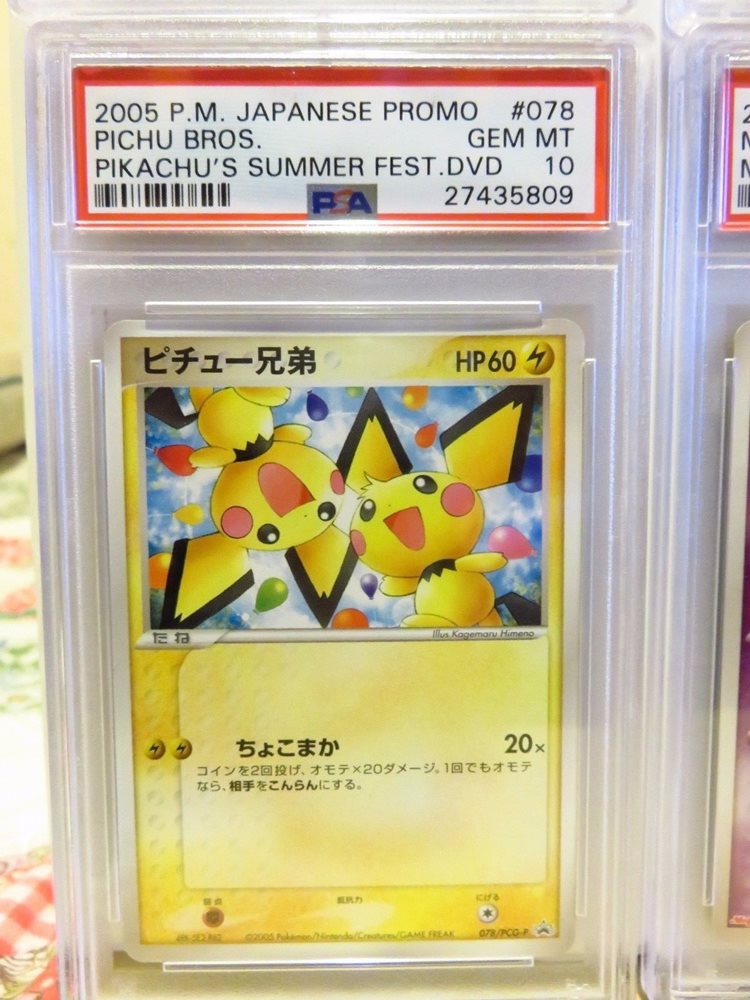 2005 P.M. JAPANESE PROMO #078
PICHU BROS. GEM MT
PIKACHU'S SUMMER FEST.DVD 10
PSA 27435809
ピチュー兄弟 HP60
たね Illus Kagemaru Himeno
ちょこまか 20×
コインを2回投げ、オモテ×20ダメージ。1回でもオモテ
なら、相手をこんらんにする。
弱点 抵抗力 にげる
©2005 Pokémon/Nintendo/Creatures/GAME FREAK 078/PCG-P